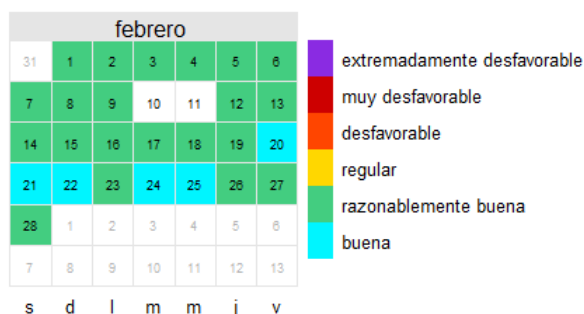 febrero
31 1 2 3 4 5 6
7 8 9 10 11 12 13
14 15 16 17 18 19 20
21 22 23 24 25 26 27
28 1 2 3 4 5 6
7 8 9 10 11 12 13
s d l m m j v
extremadamente desfavorable
muy desfavorable
desfavorable
regular
razonablemente buena
buena